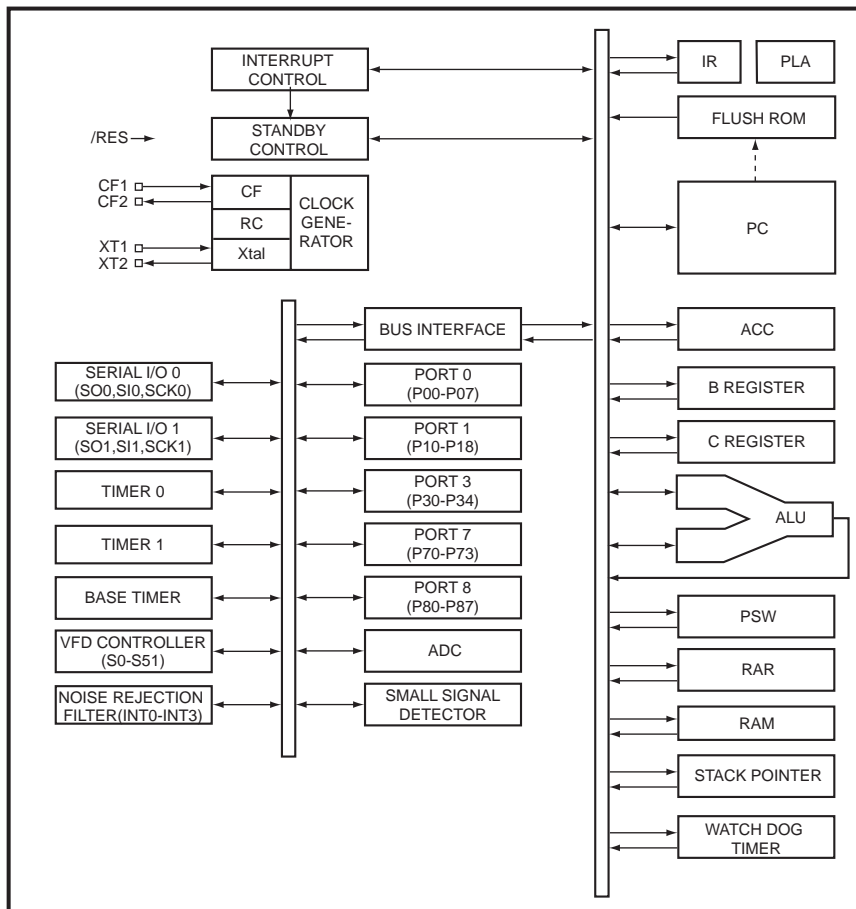 INTERRUPT
CONTROL
IR
PLA
/RES
STANDBY
CONTROL
FLUSH ROM
CF1
CF2
XT1
XT2
CF
RC
Xtal
CLOCK
GENE-
RATOR
PC
BUS INTERFACE
ACC
SERIAL I/O 0
(SO0,SI0,SCK0)
PORT 0
(P00-P07)
B REGISTER
SERIAL I/O 1
(SO1,SI1,SCK1)
PORT 1
(P10-P18)
C REGISTER
TIMER 0
PORT 3
(P30-P34)
ALU
TIMER 1
PORT 7
(P70-P73)
BASE TIMER
PORT 8
(P80-P87)
PSW
VFD CONTROLLER
(S0-S51)
ADC
RAR
NOISE REJECTION
FILTER(INT0-INT3)
SMALL SIGNAL
DETECTOR
RAM
STACK POINTER
WATCH DOG
TIMER